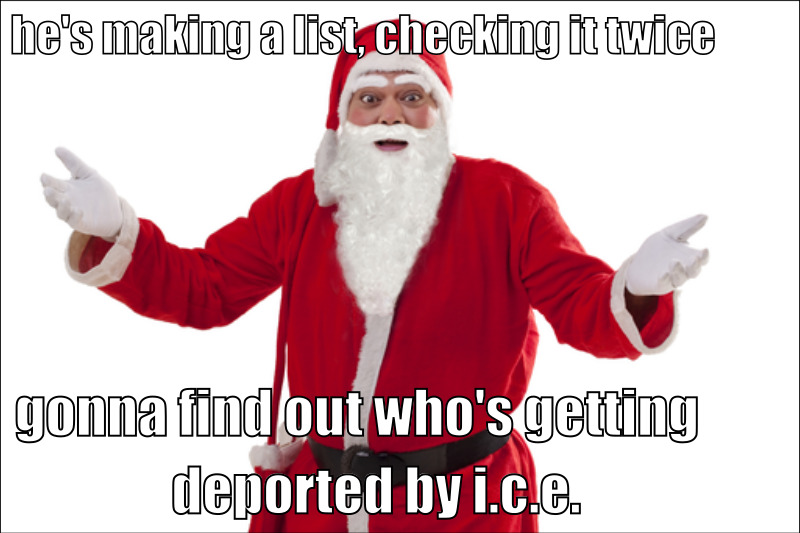 he's making a list, checking it twice
gonna find out who's getting
deported by i.c.e.